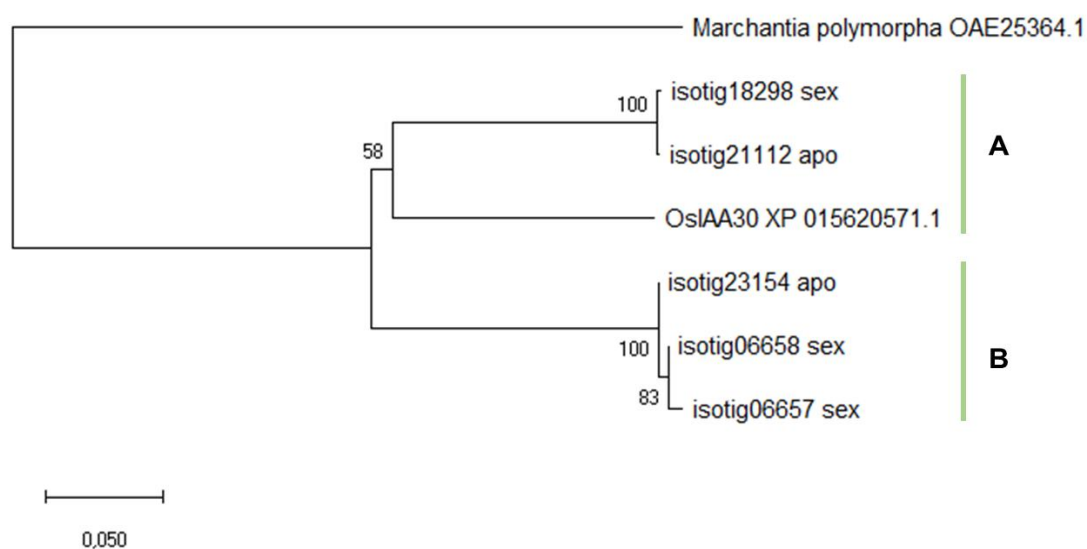 Marchantia polymorpha OAE25364.1
isotig18298 sex
100
A
isotig21112 apo
58
OsIAA30 XP 015620571.1
isotig23154 apo
isotig06658 sex
100
B
83
isotig06657 sex
0,050